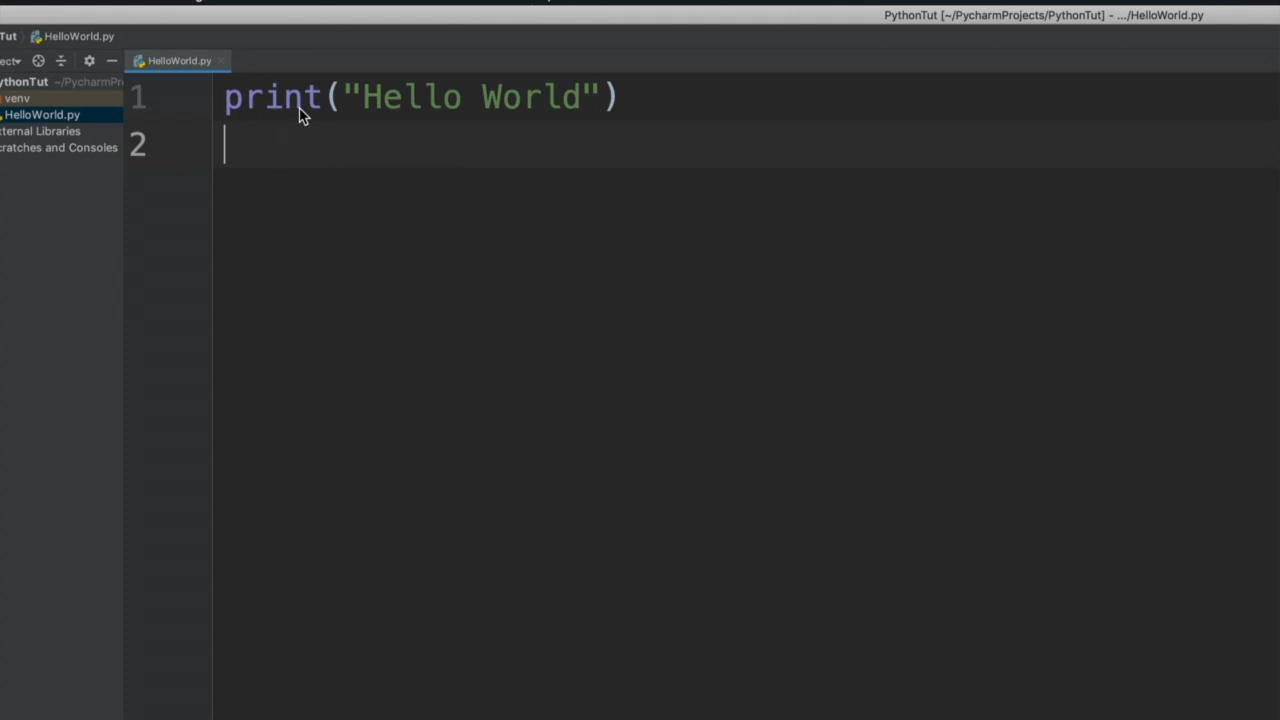 PythonTut [~/PycharmProjects/PythonTut] - .../HelloWorld.py
Tut HelloWorld.py
ect HelloWorld.py
ythonTut ~/PycharmPr
venv
HelloWorld.py
ternal Libraries
cratches and Consoles
1 print("Hello World")
2